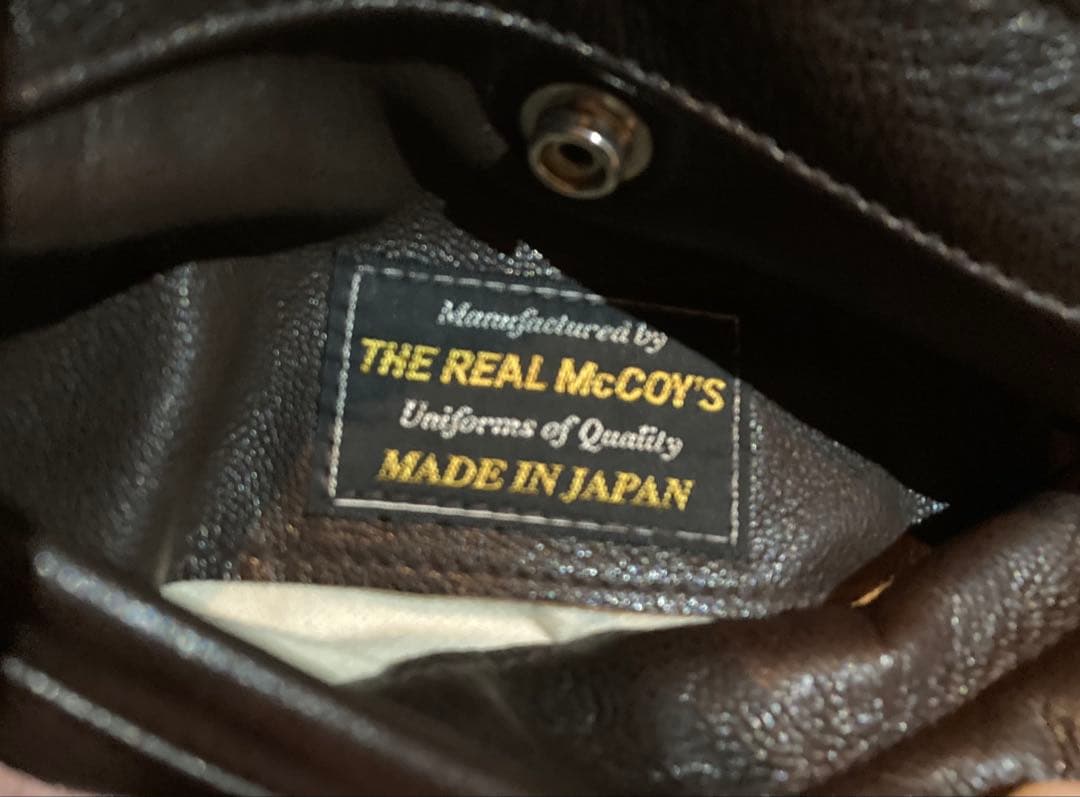 Manufactured by
THE REAL McCOY'S
Uniforms of Quality
MADE IN JAPAN